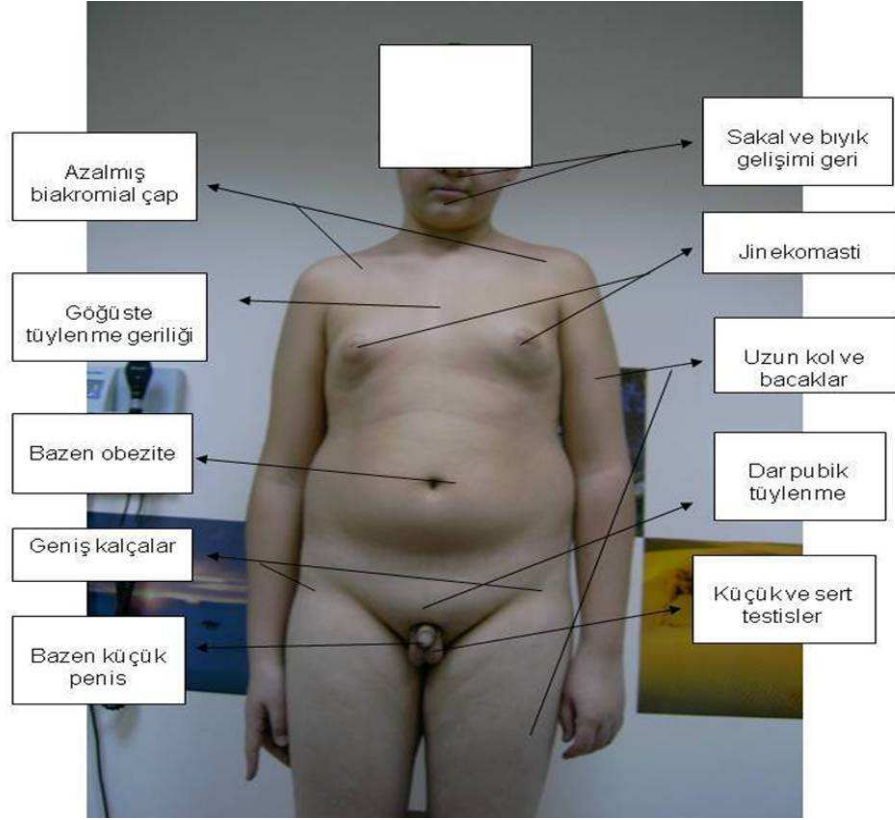 Azalmış
biakromial çap
Göğüste
tüylenme geriliği
Bazen obezite
Geniş kalçalar
Bazen küçük
penis
Sakal ve bıyık
gelişimi geri
Jinekomasti
Uzun kol ve
bacaklar
Dar pubik
tüylenme
Küçük ve sert
testisler